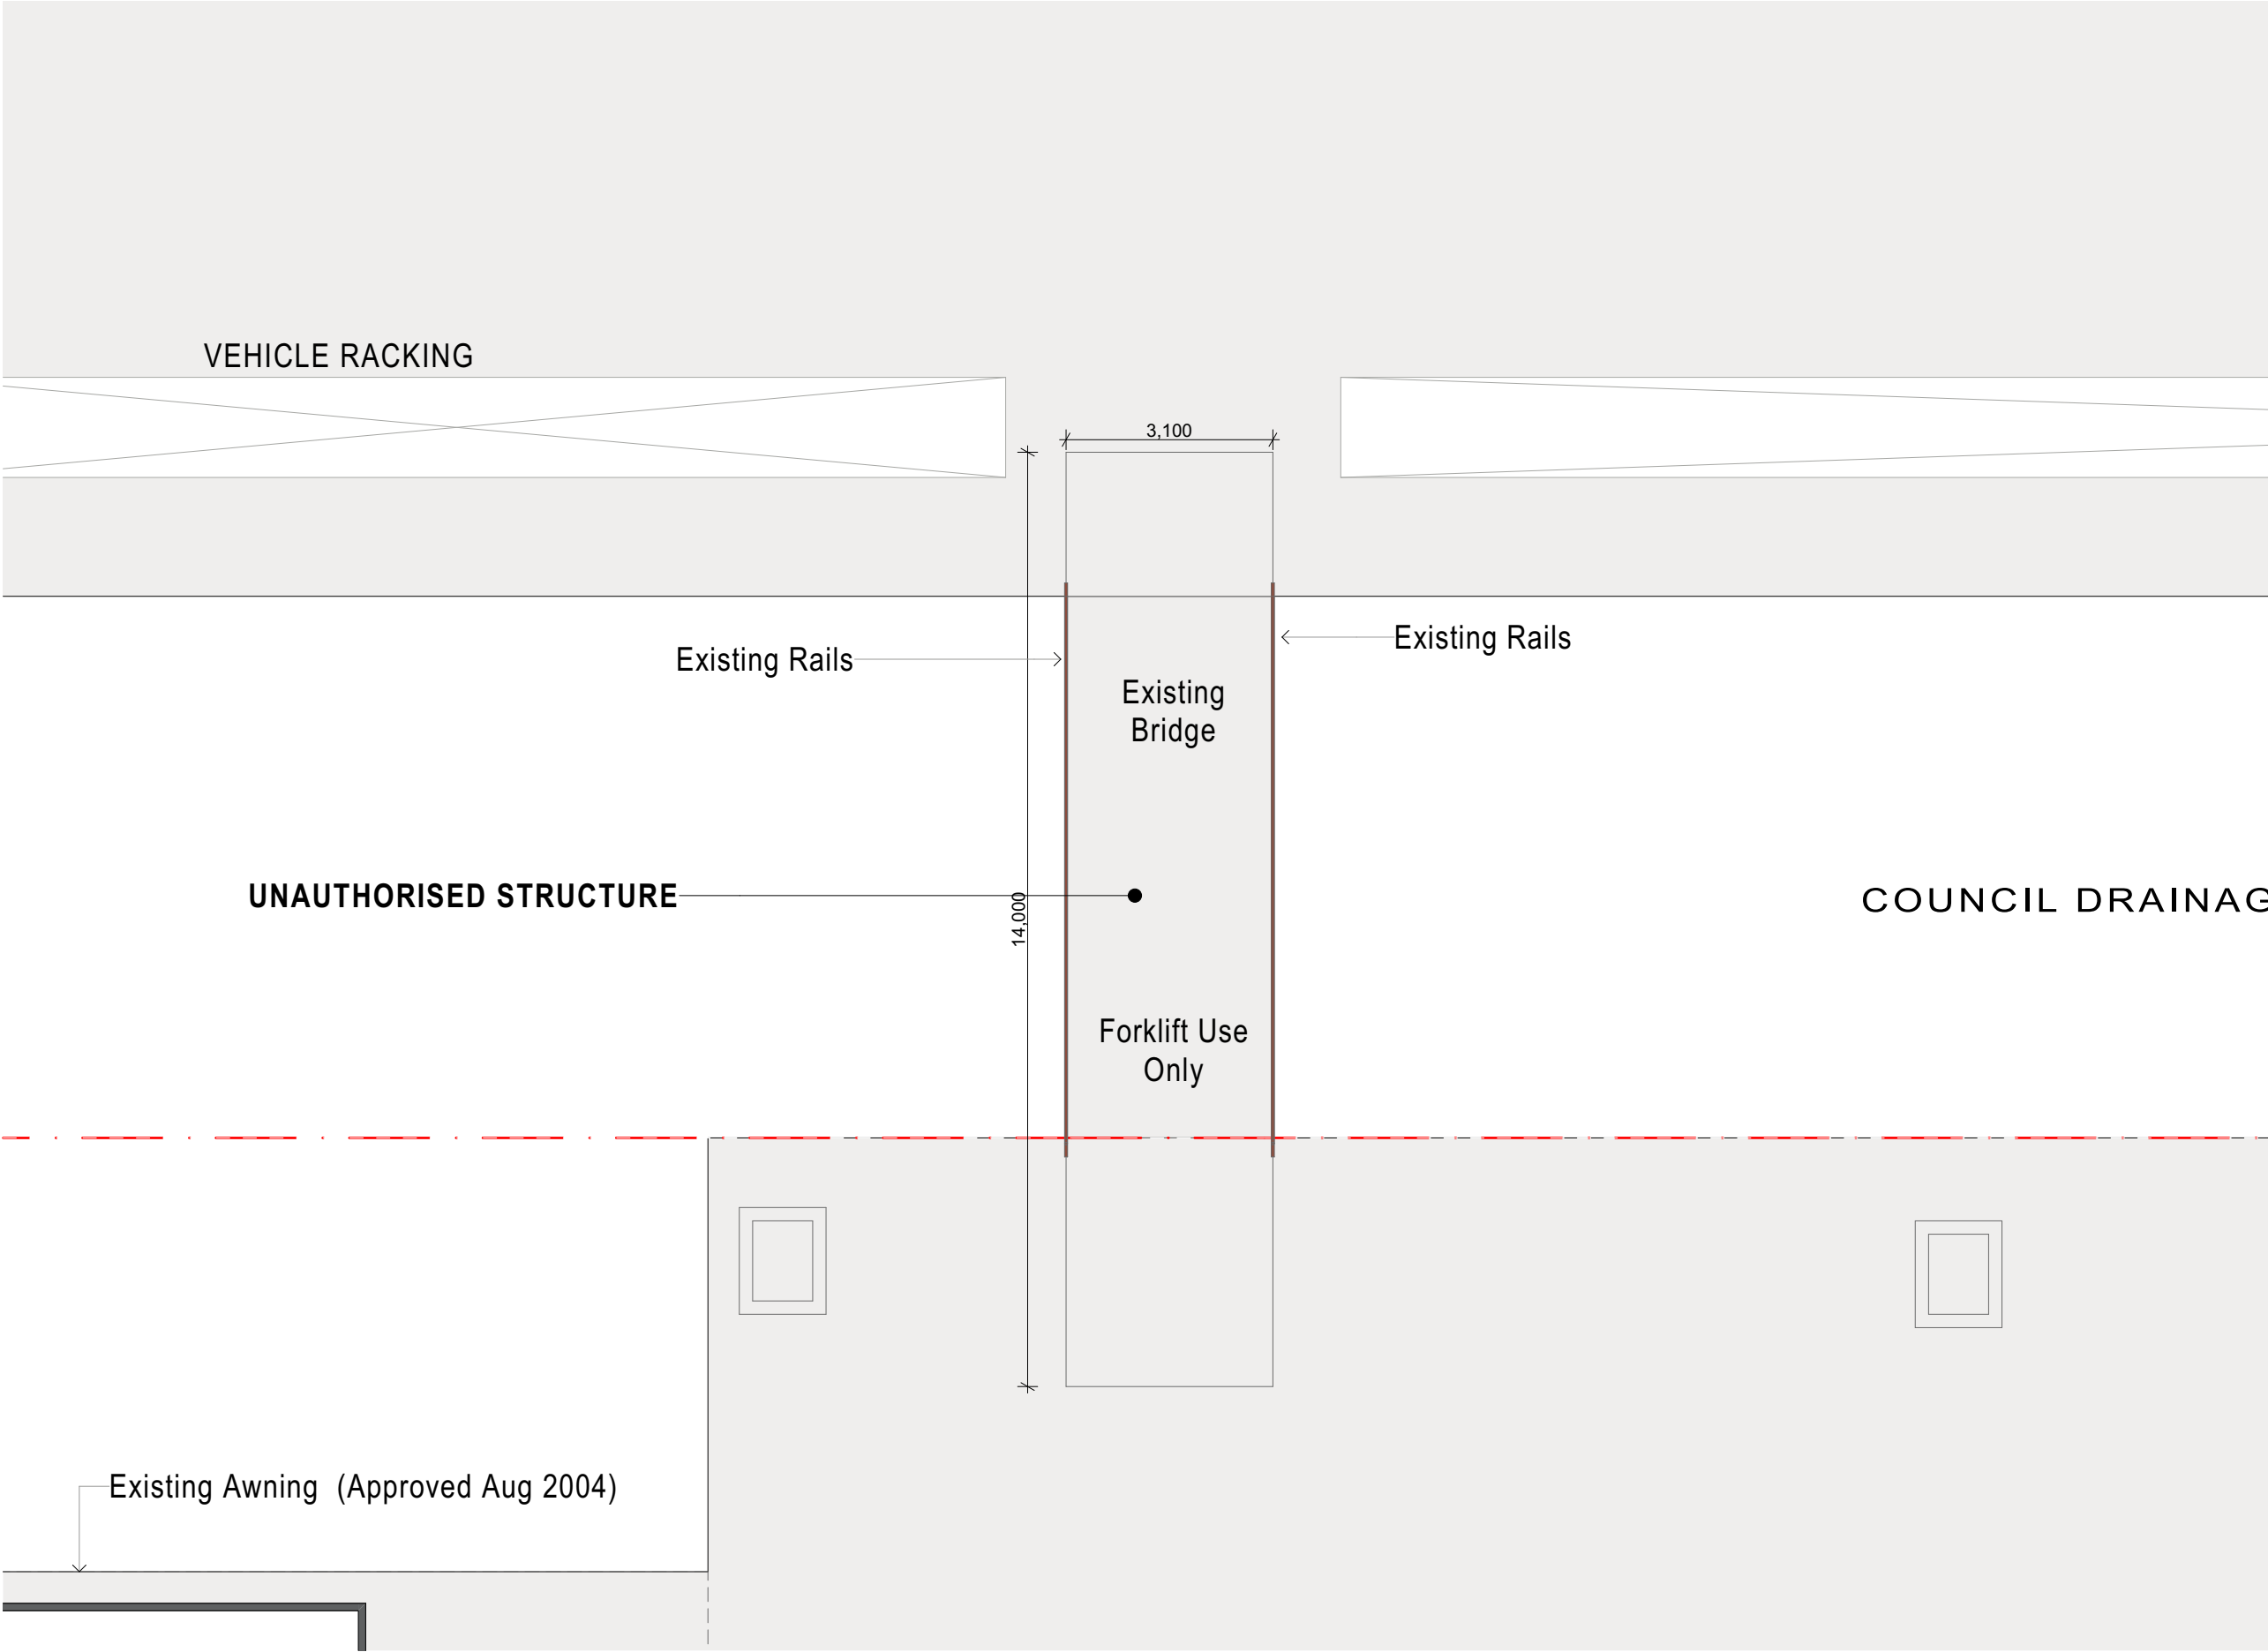 VEHICLE RACKING
3,100
Existing Rails
Existing Rails
Existing
Bridge
UNAUTHORISED STRUCTURE
14,000
COUNCIL DRAINAG
Forklift Use
Only
Existing Awning (Approved Aug 2004)